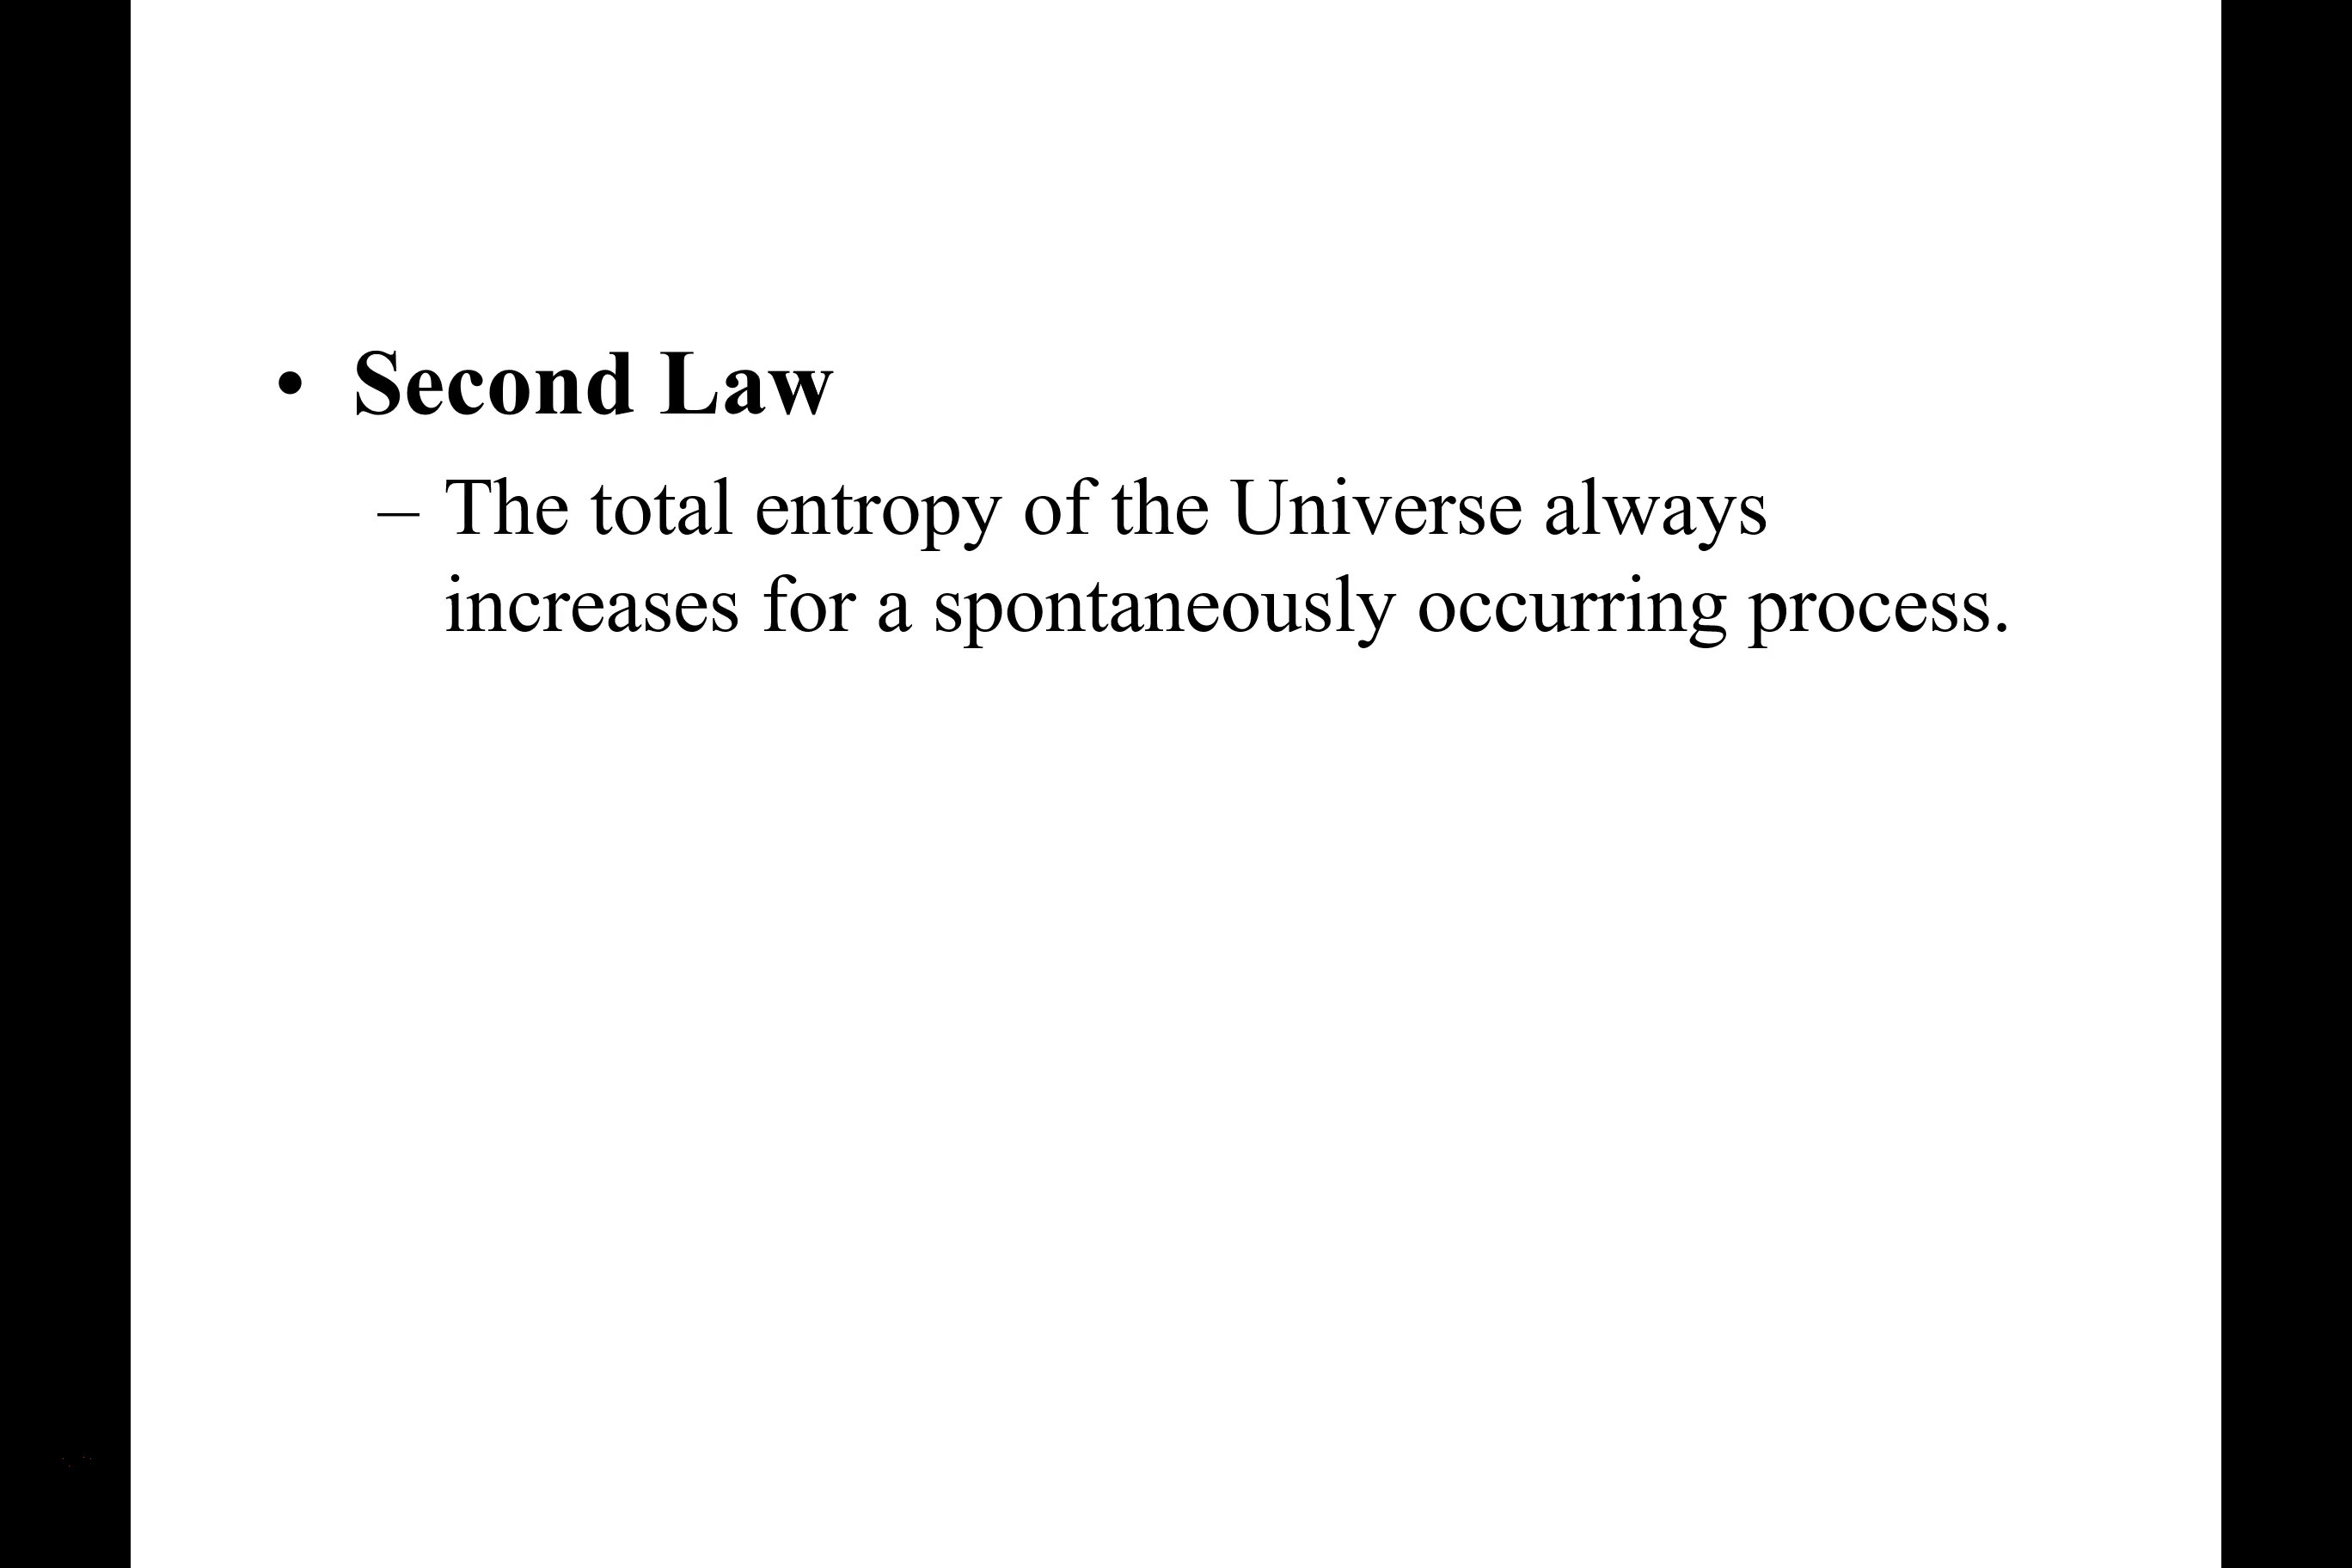 • Second Law
– The total entropy of the Universe always
increases for a spontaneously occurring process.